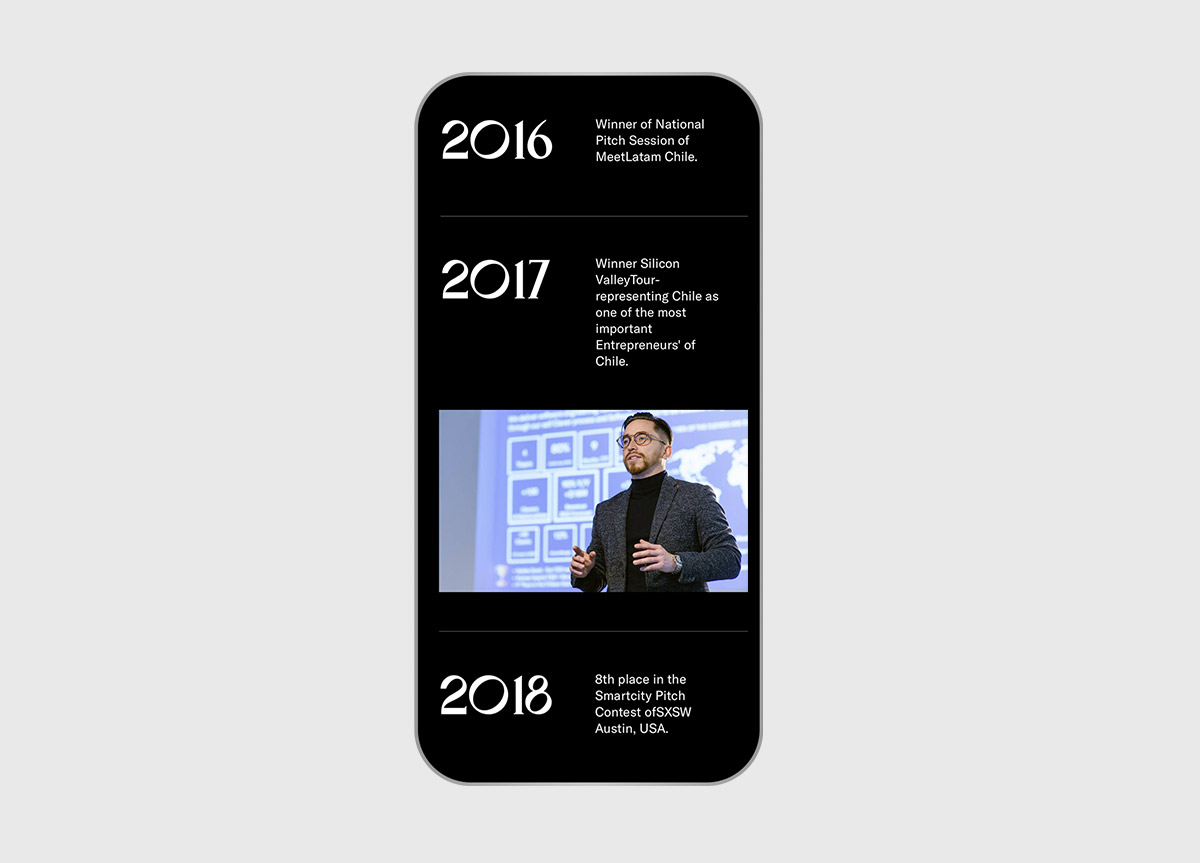 2016
Winner of National
Pitch Session of
MeetLatam Chile.
2017
Winner Silicon
ValleyTour-
representing Chile as
one of the most
important
Entrepreneurs' of
Chile.
2018
8th place in the
Smartcity Pitch
Contest ofSXSW
Austin, USA.